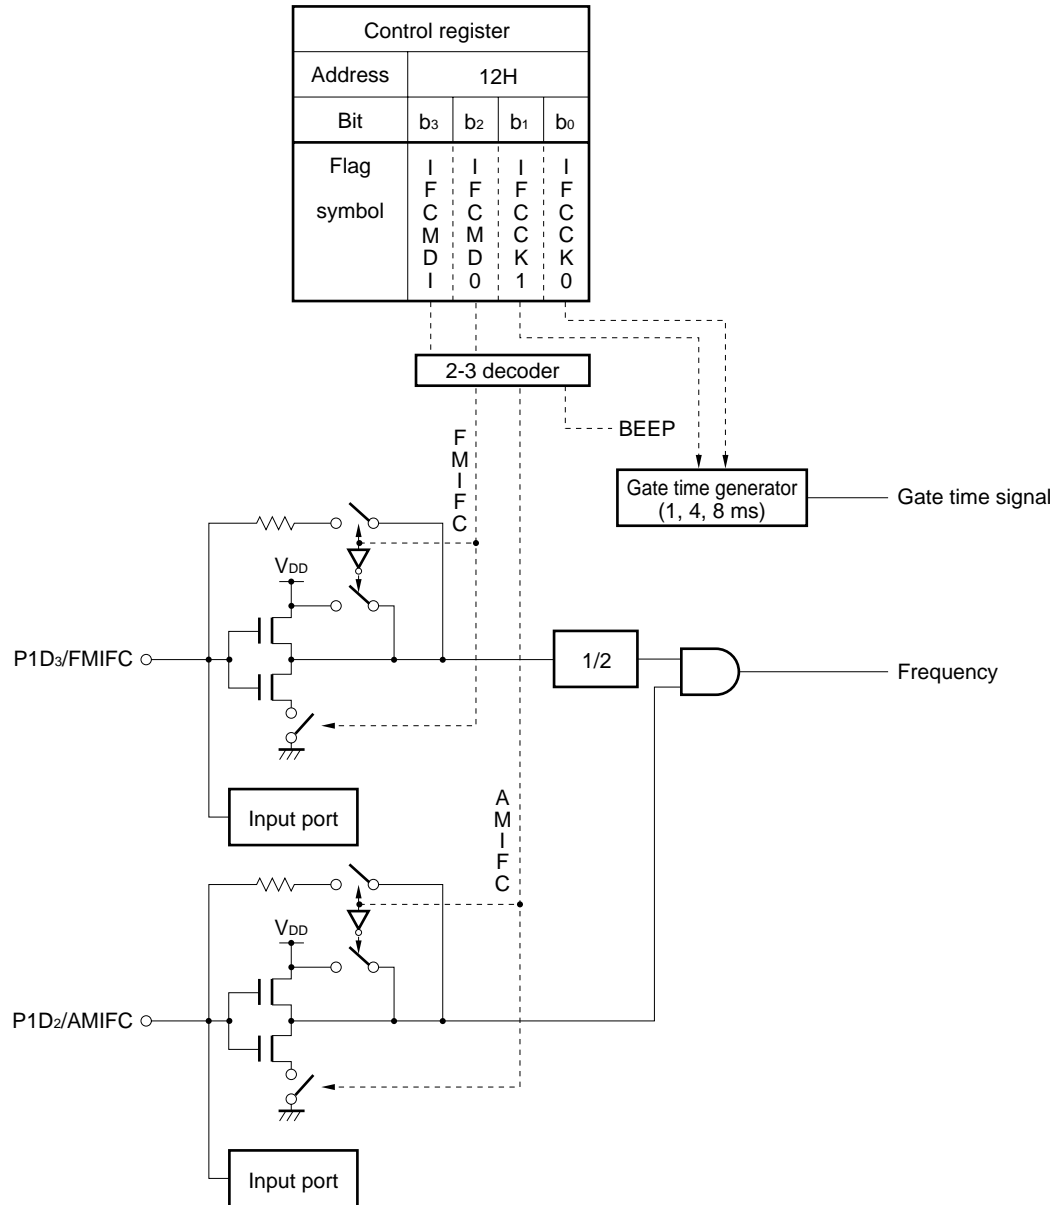 Control register
Address 12H
Bit b3 b2 b1 b0
Flag symbol
IFCMDI
IFCMD0
IFCCK1
IFCCK0
2-3 decoder
BEEP
FMIFC
Gate time generator
(1, 4, 8 ms)
Gate time signal
VDD
P1D3/FMIFC
1/2
Frequency
Input port
AMIFC
VDD
P1D2/AMIFC
Input port